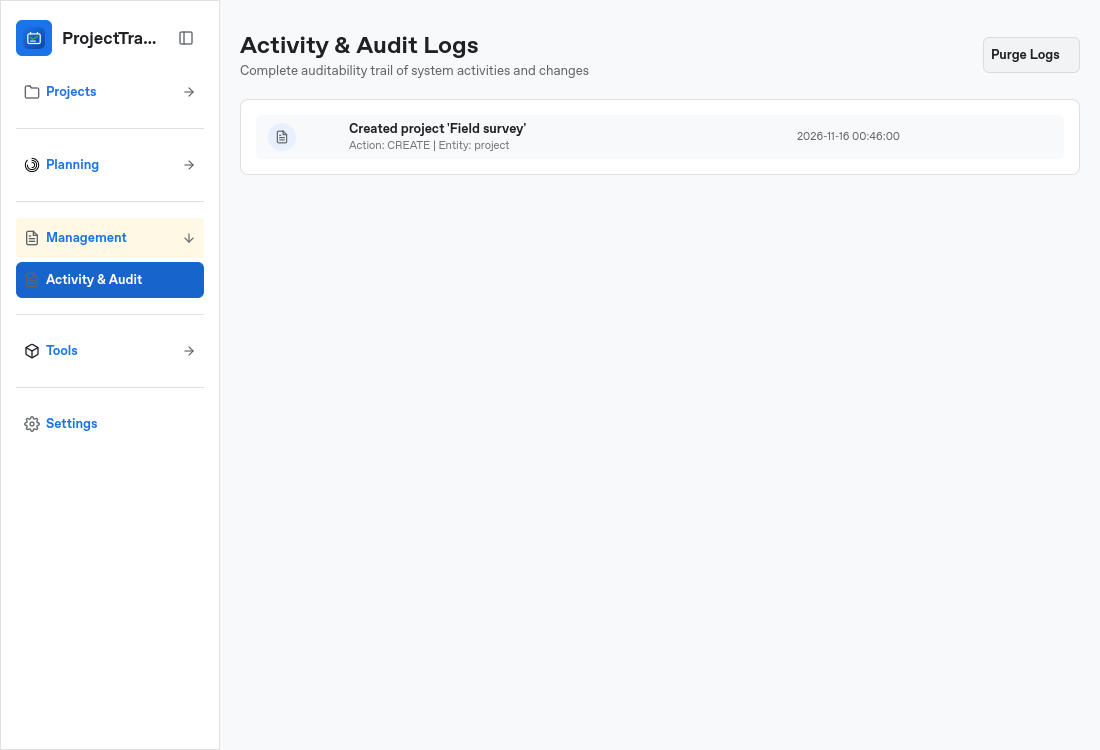 ProjectTra...
Projects
Planning
Management
Activity & Audit
Tools
Settings
Activity & Audit Logs
Complete auditability trail of system activities and changes
Purge Logs
Created project 'Field survey'
Action: CREATE | Entity: project
2026-11-16 00:46:00